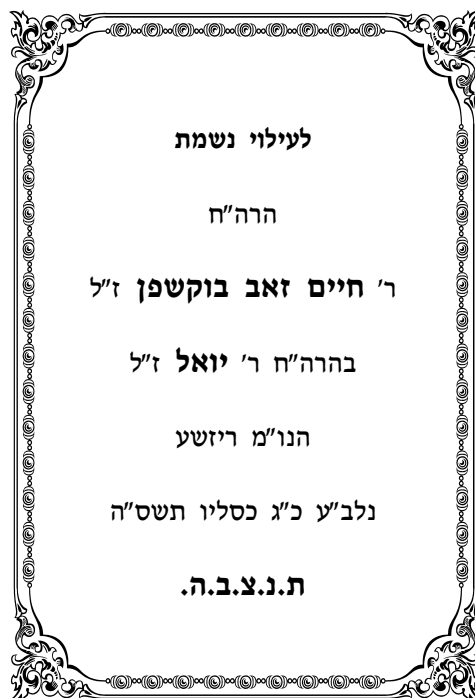 לעילוי נשמת
הרה"ח
ר' חיים זאב בוקשפן ז"ל
בהרה"ח ר' יואל ז"ל
הנו"מ ריזשע
נלב"ע כ"ג כסליו תשס"ה
ת.נ.צ.ב.ה.